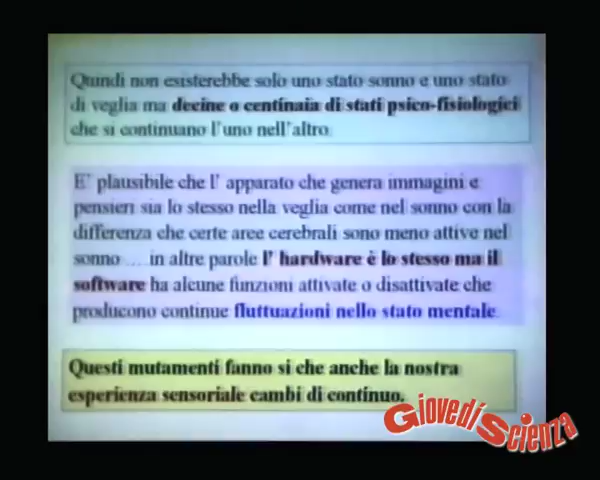 Quindi non esisterebbe solo uno stato sonno e uno stato
di veglia ma decine o centinaia di stati psico-fisiologici
che si continuano l'uno nell'altro.
E' plausibile che l' apparato che genera immagini e
pensieri sia lo stesso nella veglia come nel sonno con la
differenza che certe aree cerebrali sono meno attive nel
sonno .... in altre parole l' hardware è lo stesso ma il
software ha alcune funzioni attivate o disattivate che
producono continue fluttuazioni nello stato mentale.
Questi mutamenti fanno si che anche la nostra
esperienza sensoriale cambi di continuo.
Giovedì Scienza